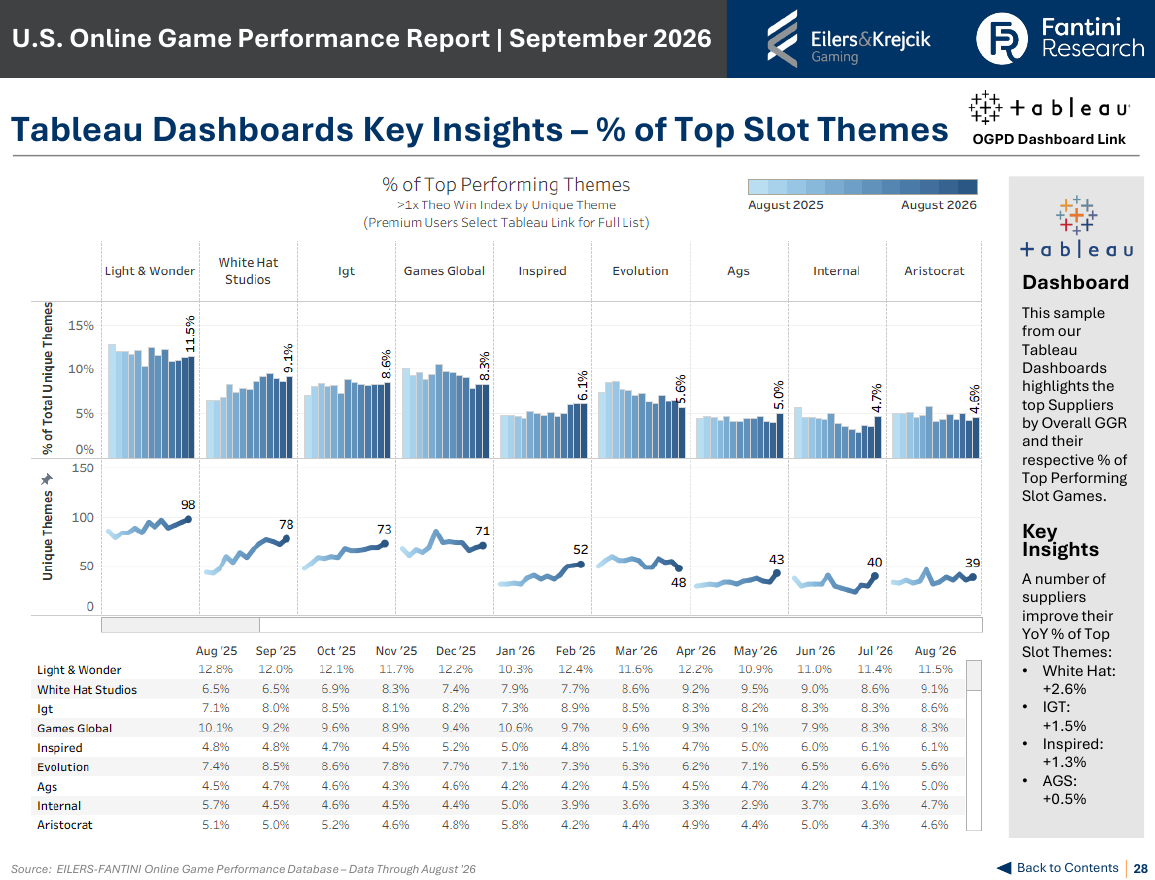 U.S. Online Game Performance Report | September 2026
Eilers&Krejcik
Gaming
Fantini
Research
Tableau Dashboards Key Insights – % of Top Slot Themes
+ a b | e a u
OGPD Dashboard Link
% of Top Performing Themes
>1x Theo Win Index by Unique Theme
(Premium Users Select Tableau Link for Full List)
August 2025 August 2026
Light & Wonder White Hat Studios Igt Games Global Inspired Evolution Ags Internal Aristocrat
% of Total Unique Themes
15%
10%
5%
0%
11.5% 9.1% 8.6% 8.3% 6.1% 5.6% 5.0% 4.7% 4.6%
Unique Themes
150
100
50
0
98 78 73 71 52 48 43 40 39
Aug '25 Sep '25 Oct '25 Nov '25 Dec '25 Jan '26 Feb '26 Mar '26 Apr '26 May '26 Jun '26 Jul '26 Aug '26
Light & Wonder 12.8% 12.0% 12.1% 11.7% 12.2% 10.3% 12.4% 11.6% 12.2% 10.9% 11.0% 11.4% 11.5%
White Hat Studios 6.5% 6.5% 6.9% 8.3% 7.4% 7.9% 7.7% 8.6% 9.2% 9.5% 9.0% 8.6% 9.1%
Igt 7.1% 8.0% 8.5% 8.1% 8.2% 7.3% 8.9% 8.5% 8.3% 8.2% 8.3% 8.3% 8.6%
Games Global 10.1% 9.2% 9.6% 8.9% 9.4% 10.6% 9.7% 9.6% 9.3% 9.1% 7.9% 8.3% 8.3%
Inspired 4.8% 4.8% 4.7% 4.5% 5.2% 5.0% 4.8% 5.1% 4.7% 5.0% 6.0% 6.1% 6.1%
Evolution 7.4% 8.5% 8.6% 7.8% 7.7% 7.1% 7.3% 6.3% 6.2% 7.1% 6.5% 6.6% 5.6%
Ags 4.5% 4.7% 4.6% 4.3% 4.6% 4.2% 4.2% 4.5% 4.5% 4.7% 4.2% 4.1% 5.0%
Internal 5.7% 4.5% 4.6% 4.5% 4.4% 5.0% 3.9% 3.6% 3.3% 2.9% 3.7% 3.6% 4.7%
Aristocrat 5.1% 5.0% 5.2% 4.6% 4.8% 5.8% 4.2% 4.4% 4.9% 4.4% 5.0% 4.3% 4.6%
+ a b | e a u
Dashboard
This sample
from our
Tableau
Dashboards
highlights the
top Suppliers
by Overall GGR
and their
respective % of
Top Performing
Slot Games.
Key
Insights
A number of
suppliers
improve their
YoY % of Top
Slot Themes:
• White Hat:
+2.6%
• IGT:
+1.5%
• Inspired:
+1.3%
• AGS:
+0.5%
Source: EILERS-FANTINI Online Game Performance Database – Data Through August '26
Back to Contents | 28